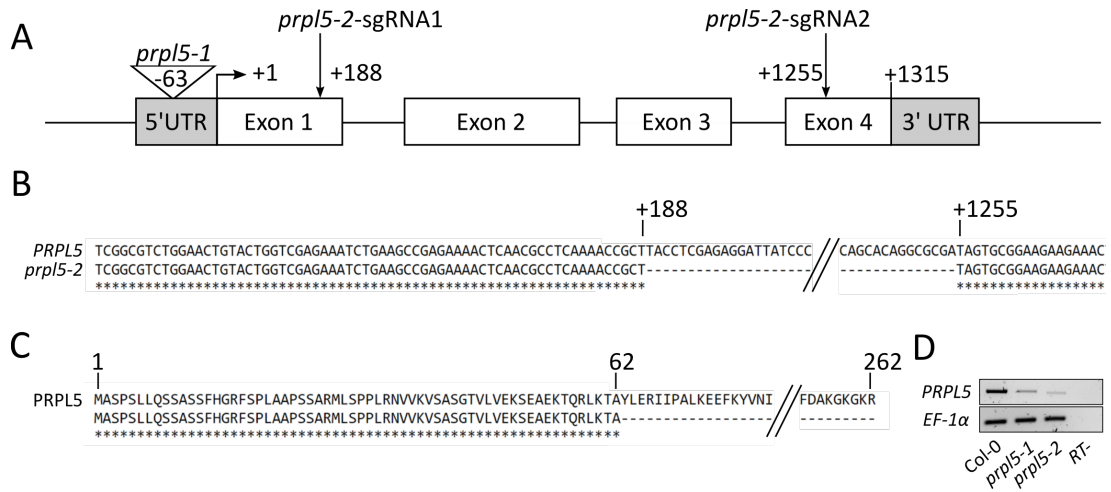 A
prpl5-2-sgRNA1
prpl5-2-sgRNA2
prpl5-1
-63
+1
+188
+1255
+1315
5'UTR
Exon 1
Exon 2
Exon 3
Exon 4
3' UTR
B
+188
+1255
PRPL5 TCGGCGTCTGGAACTGTACTGGTCGAGAAATCTGAAGCCGAGAAAACTCAACGCCTCAAAACCGCTTACCTCGAGAGGATTATCCC // CAGCACAGGCGCGATAGTGCGGAAGAAGAAAC
prpl5-2 TCGGCGTCTGGAACTGTACTGGTCGAGAAATCTGAAGCCGAGAAAACTCAACGCCTCAAAACCGCT--------------------- // --------------TAGTGCGGAAGAAGAAAC
****************************************************************** ******************
C
1
62
262
PRPL5 MASPSLLQSSASSFHGRFSPLAAPSSARMLSPPLRNVVKVSASGTVLVEKSEAEKTQRLKTAYLERIIPALKEEFKYVNI // FDAKGKGKR
MASPSLLQSSASSFHGRFSPLAAPSSARMLSPPLRNVVKVSASGTVLVEKSEAEKTQRLKTA------------------ // ---------
**************************************************************
D
PRPL5
EF-1α
Col-0
prpl5-1
prpl5-2
RT-